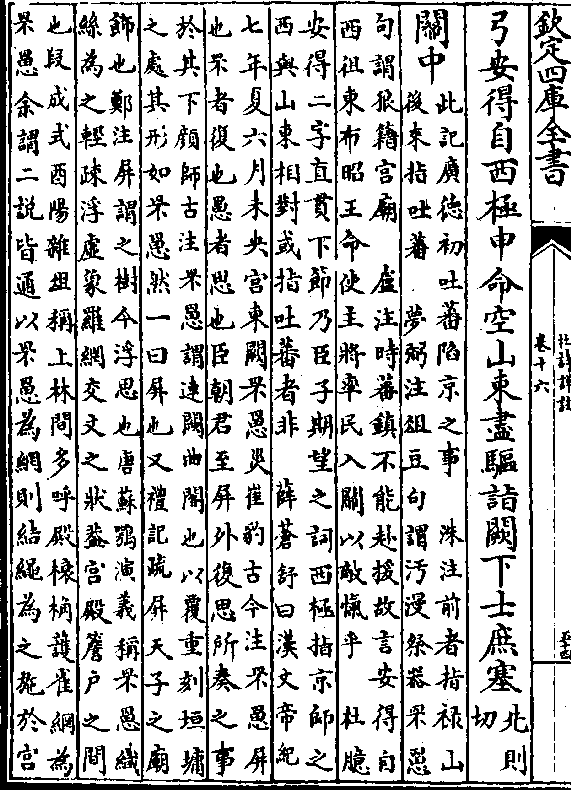 欽定四庫全書
杜詩詳註
卷十六
弓安得自西極申命空山東盡驅詣闕下士庶塞北則
切
關中此記廣德初吐蕃陷京之事 洙注前者指祿山
後來指吐蕃 夢弼注俎豆句謂汚漫祭器罘罳
句謂狼籍宫廟 盧注時蕃鎮不能赴援故言安得自
西祖東布昭王命使主將率民入關以敵愾乎 杜臆
安得二字直貫下節乃臣子期望之詞西極指京師之
西與山東相對或指吐蕃者非 薛蒼舒曰漢文帝紀
七年夏六月未央宫東闕罘罳災崔豹古今注罘罳屏
也罘者復也罳者思也臣朝君至屏外復思所奏之事
於其下顔師古注罘罳謂連闕曲閣也以覆重刻垣墉
之處其形如罘罳然一曰屏也又禮記疏屏天子之廟
飾也鄭注屏謂之樹今浮思也唐蘇鶚演義稱罘罳織
絲為之輕疎浮虛象羅網交文之狀葢宫殿簷戶之間
也叚成式酉陽雜俎稱上林間多呼殿榱桷護雀網為
罘罳余謂二說皆通以罘罳為網則結繩為之施於宫